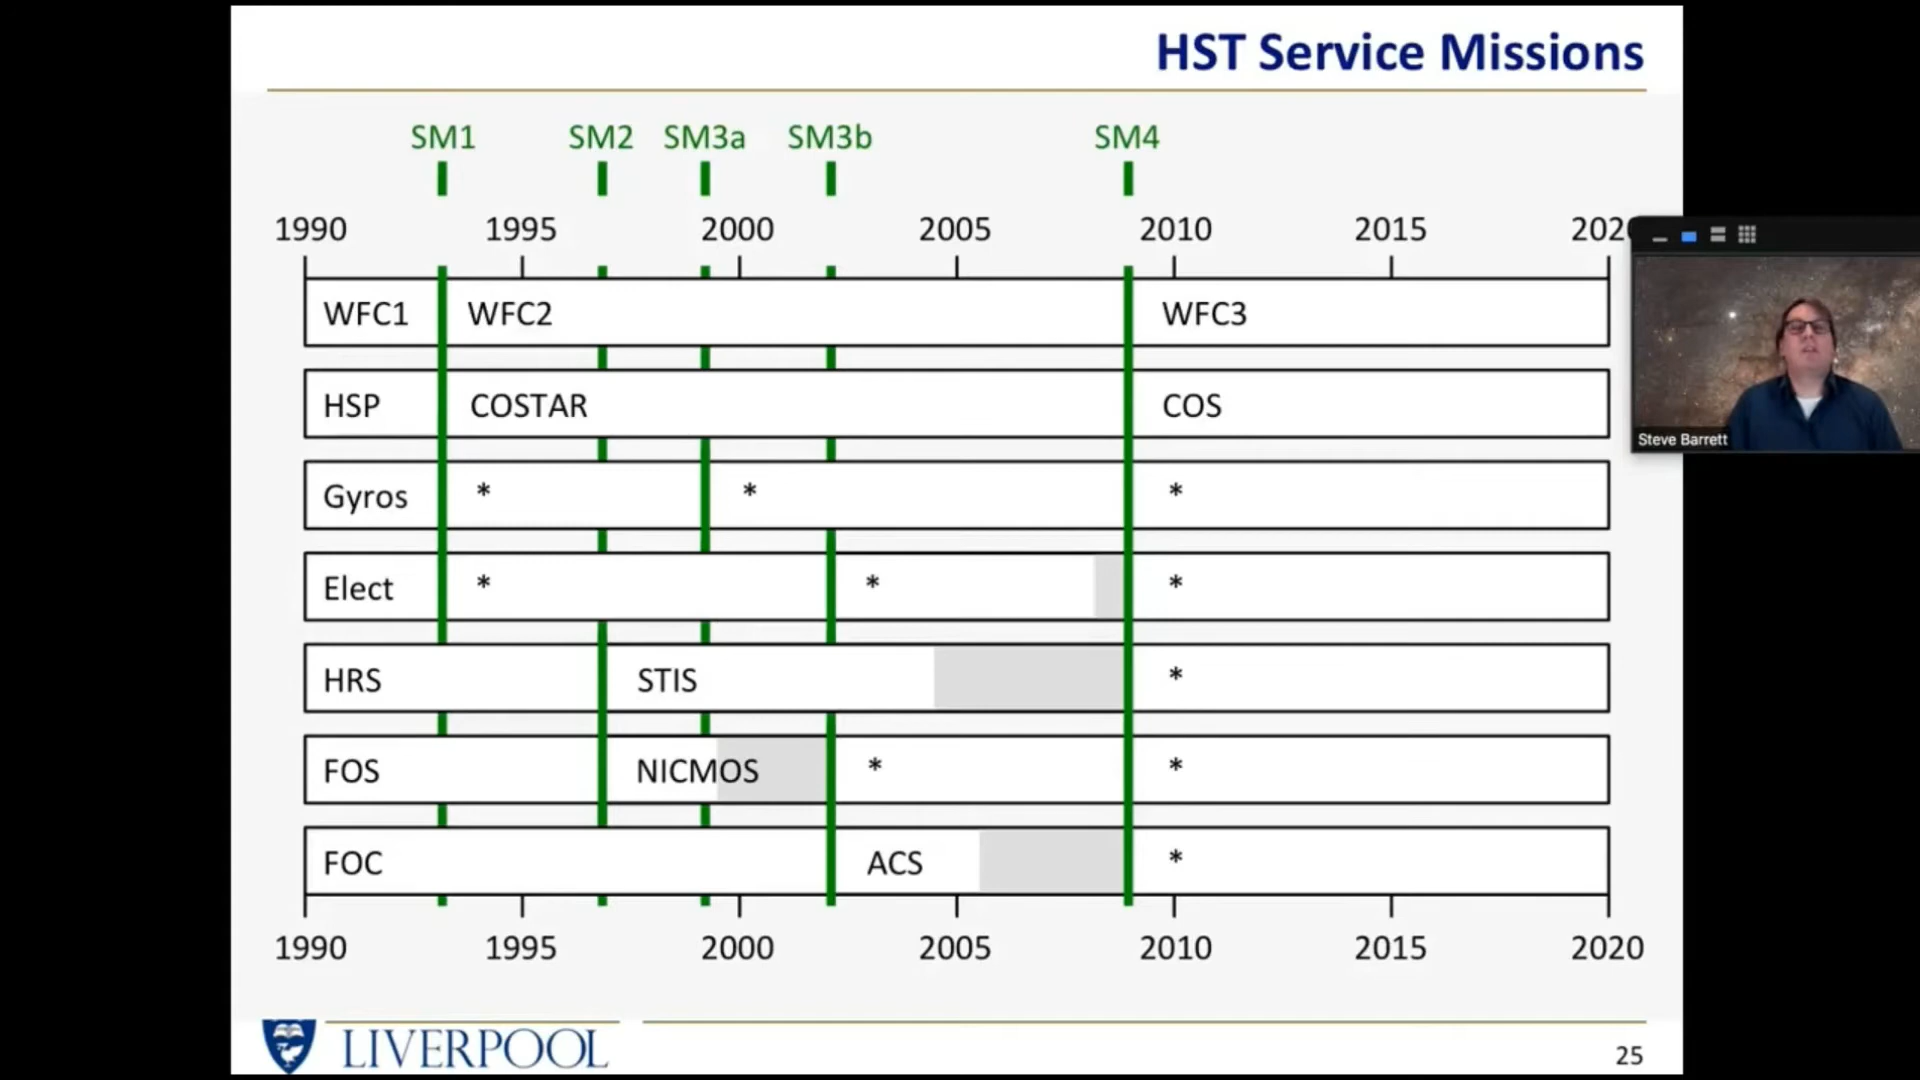 HST Service Missions
SM1 SM2 SM3a SM3b SM4
1990 1995 2000 2005 2010 2015 202
WFC1 WFC2 WFC3
HSP COSTAR COS
Gyros * * *
Elect * * *
HRS STIS *
FOS NICMOS * *
FOC ACS *
1990 1995 2000 2005 2010 2015 2020
Steve Barrett
LIVERPOOL
25